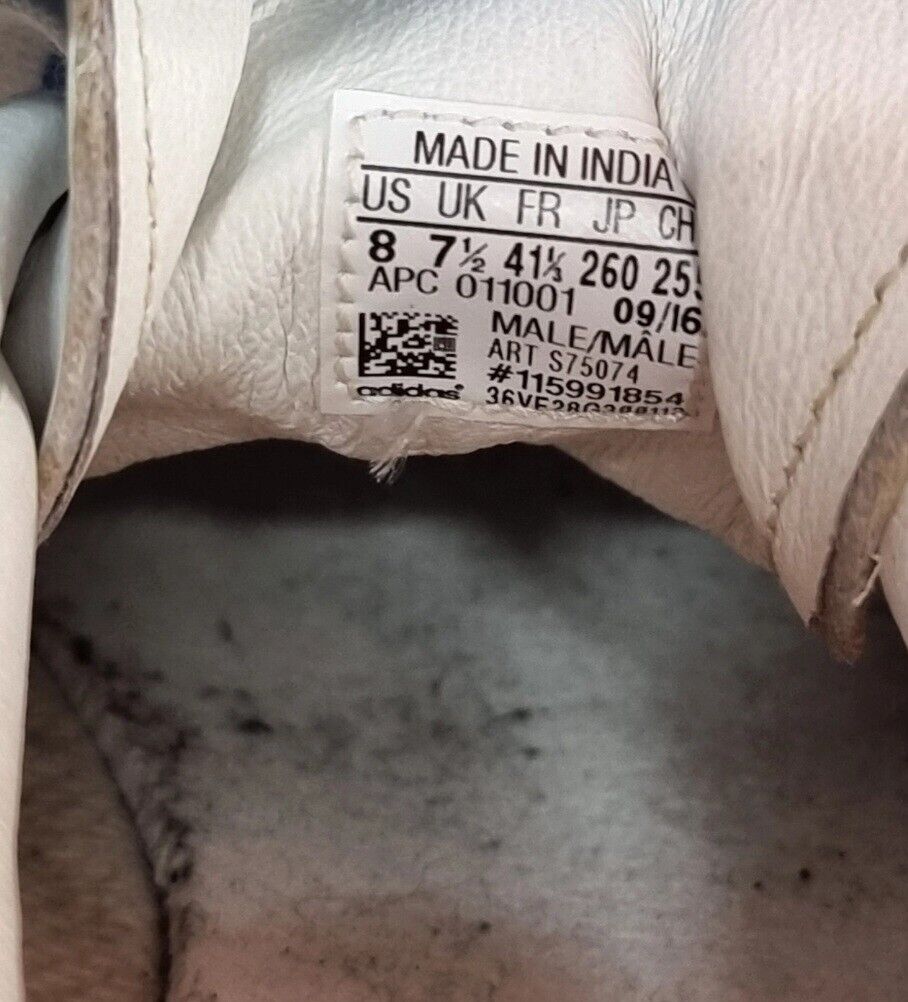 MADE IN INDIA
US UK FR JP CH
8 7½ 41⅓ 260 255
APC 011001 09/16
MALE/MÂLE
ART S75074
#115991854
adidas